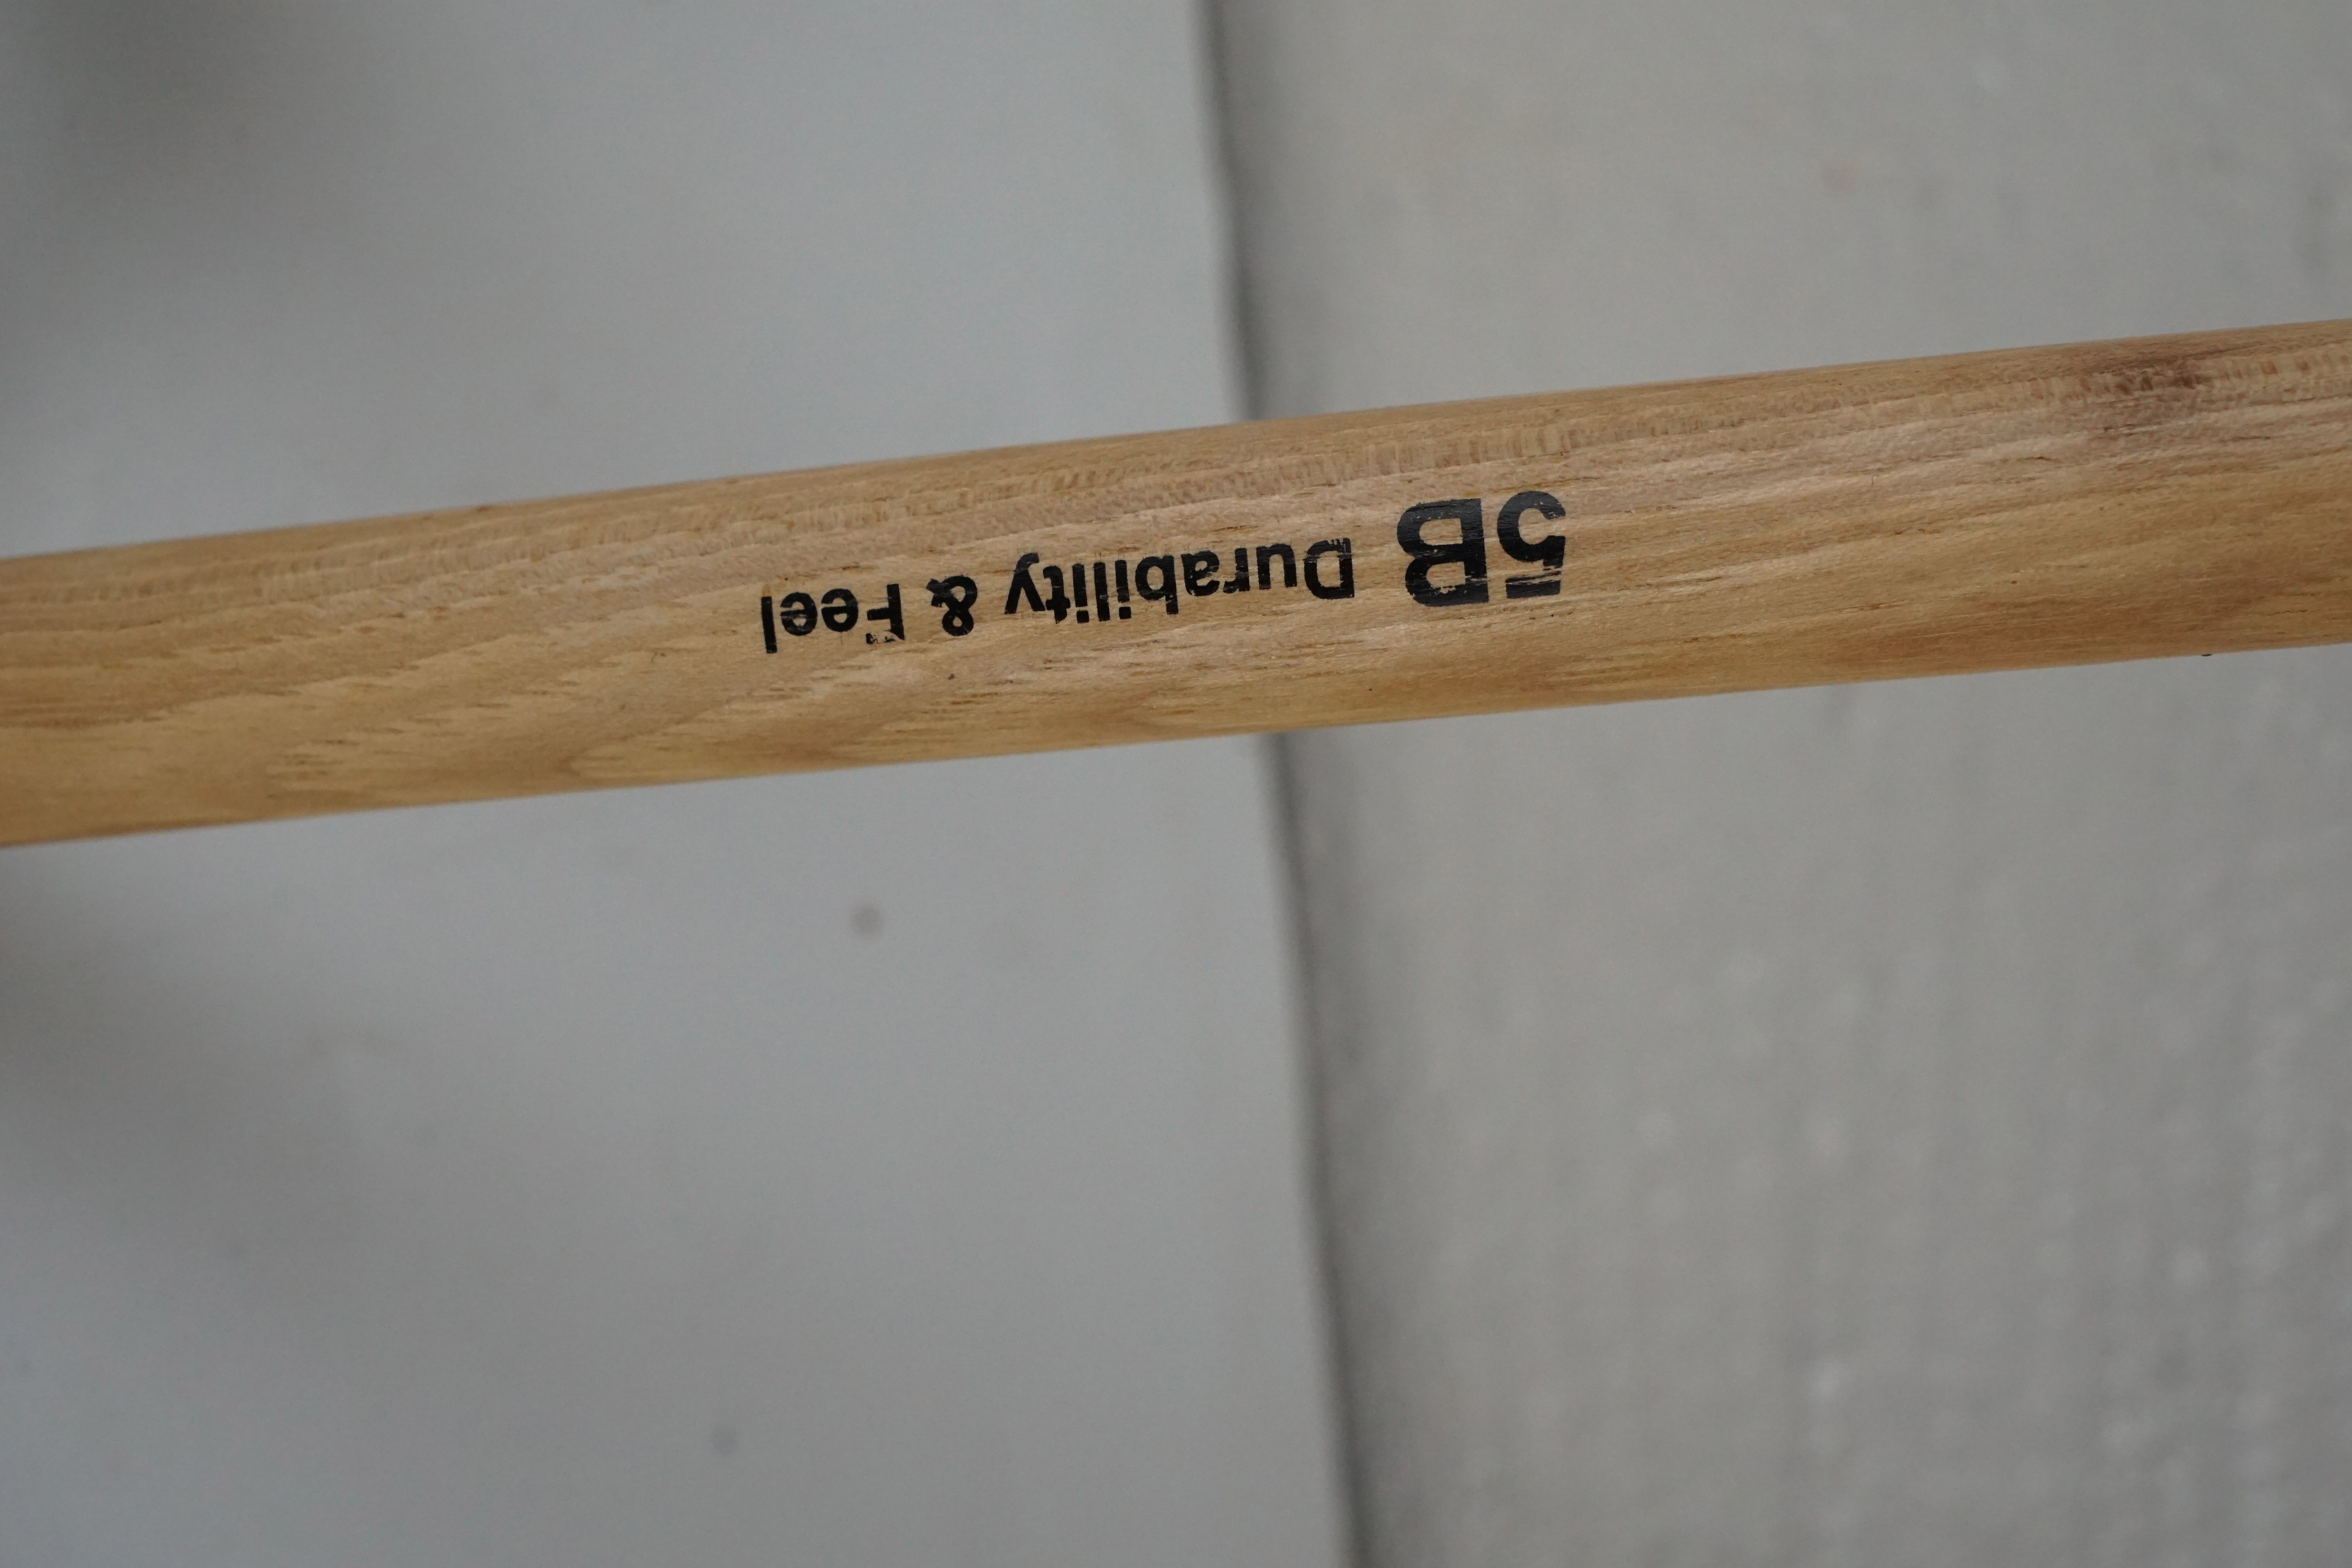 5B Durability & Feel